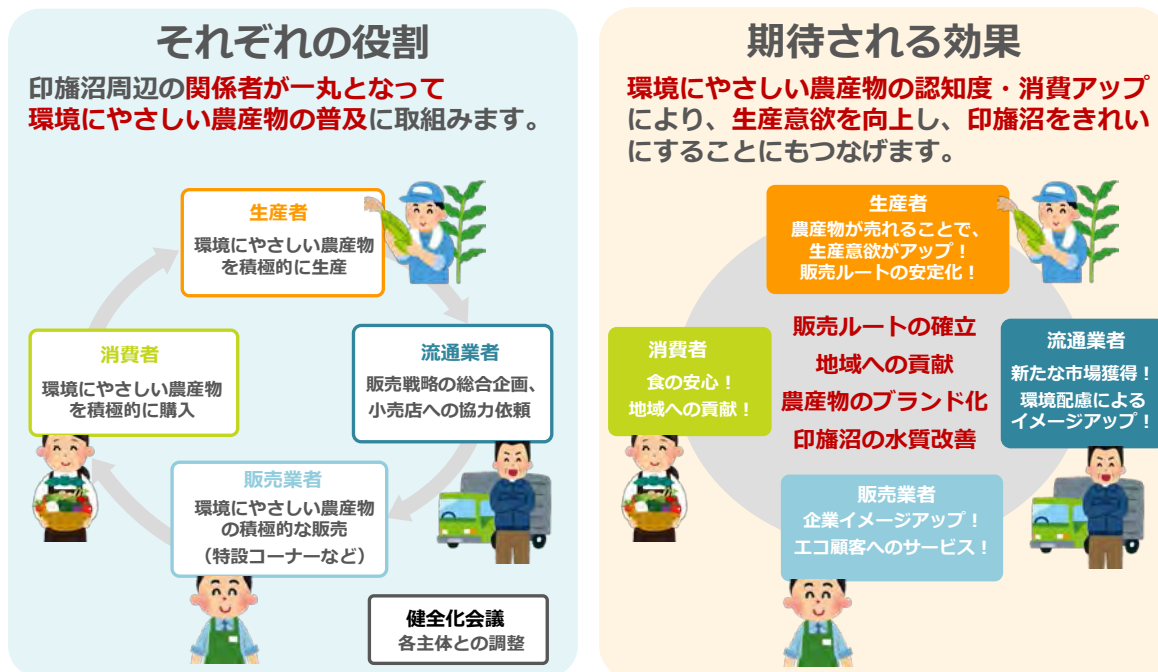 それぞれの役割
印旛沼周辺の関係者が一丸となって
環境にやさしい農産物の普及に取組みます。
生産者
環境にやさしい農産物
を積極的に生産
流通業者
販売戦略の総合企画、
小売店への協力依頼
販売業者
環境にやさしい農産物
の積極的な販売
（特設コーナーなど）
消費者
環境にやさしい農産物
を積極的に購入
健全化会議
各主体との調整
期待される効果
環境にやさしい農産物の認知度・消費アップ
により、生産意欲を向上し、印旛沼をきれい
にすることにもつなげます。
生産者
農産物が売れることで、
生産意欲がアップ！
販売ルートの安定化！
流通業者
新たな市場獲得！
環境配慮による
イメージアップ！
販売業者
企業イメージアップ！
エコ顧客へのサービス！
消費者
食の安心！
地域への貢献！
販売ルートの確立
地域への貢献
農産物のブランド化
印旛沼の水質改善